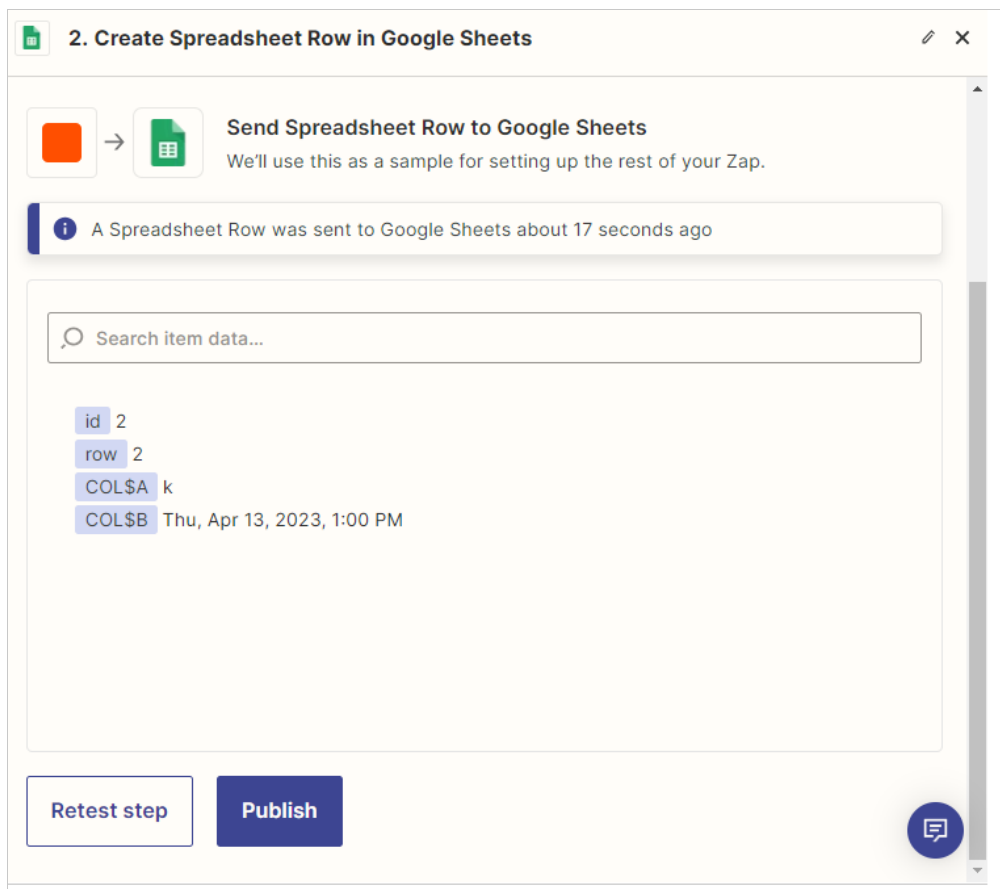 2. Create Spreadsheet Row in Google Sheets
Send Spreadsheet Row to Google Sheets
We'll use this as a sample for setting up the rest of your Zap.
A Spreadsheet Row was sent to Google Sheets about 17 seconds ago
Search item data...
id 2
row 2
COL$A k
COL$B Thu, Apr 13, 2023, 1:00 PM
Retest step Publish